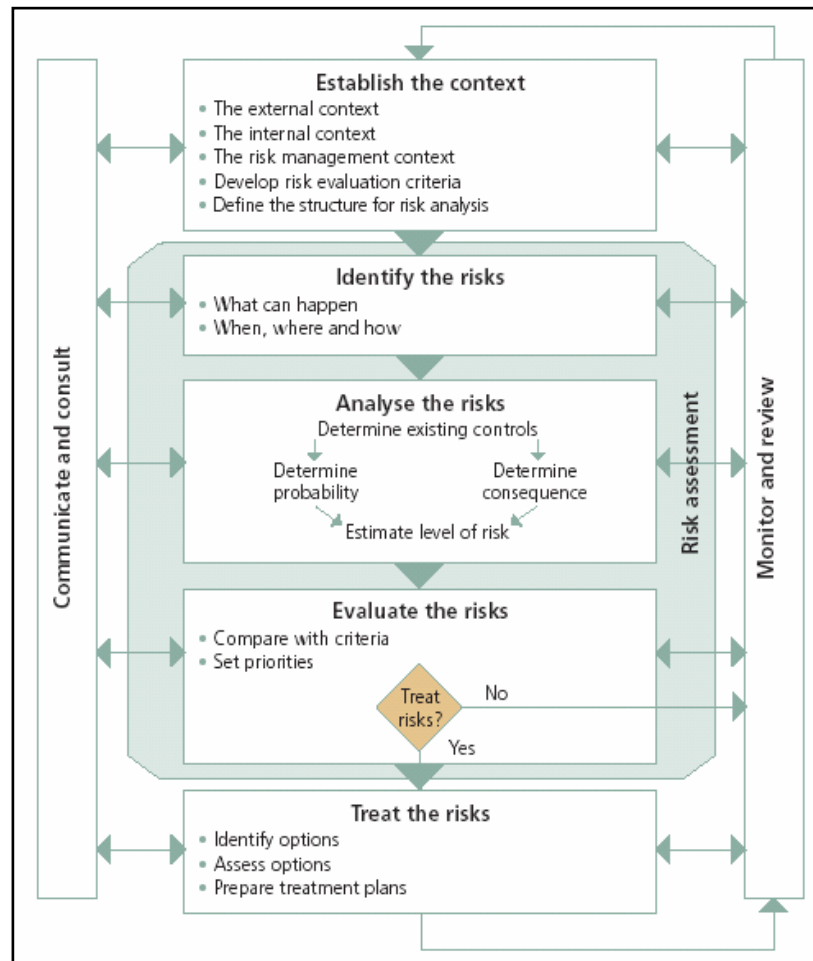 Establish the context
• The external context
• The internal context
• The risk management context
• Develop risk evaluation criteria
• Define the structure for risk analysis
Identify the risks
• What can happen
• When, where and how
Analyse the risks
Determine existing controls
Determine
probability
Determine
consequence
Estimate level of risk
Evaluate the risks
• Compare with criteria
• Set priorities
Treat
risks?
No
Yes
Treat the risks
• Identify options
• Assess options
• Prepare treatment plans
Communicate and consult
Risk assessment
Monitor and review